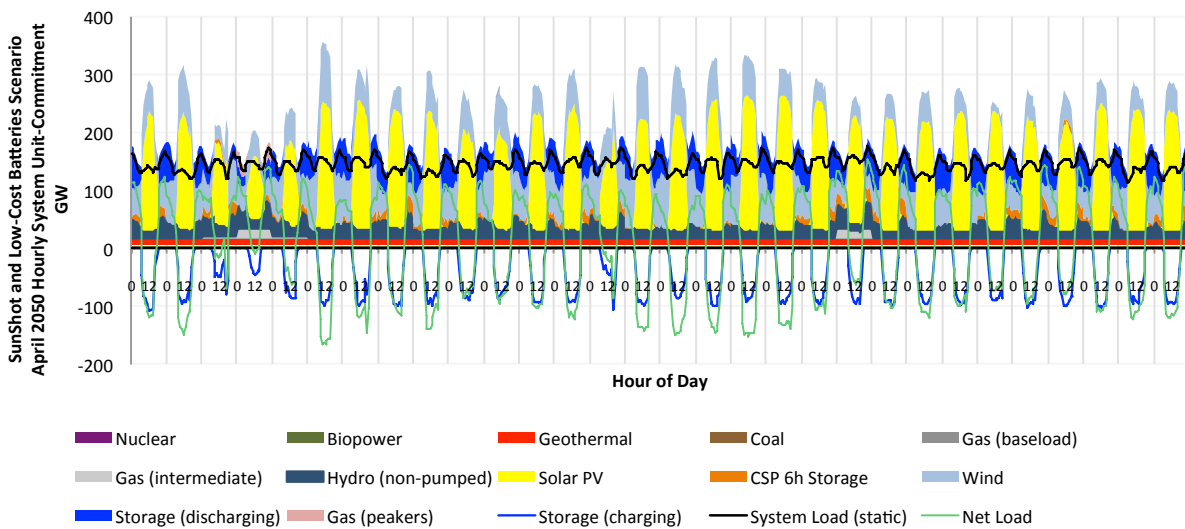 SunShot and Low-Cost Batteries Scenario
April 2050 Hourly System Unit-Commitment
GW
400
300
200
100
0
-100
-200
0 12 0 12 0 12 0 12 0 12 0 12 0 12 0 12 0 12 0 12 0 12 0 12 0 12 0 12 0 12 0 12 0 12 0 12 0 12 0 12 0 12 0 12 0 12 0 12 0 12 0 12 0 12 0 12 0 12 0 12
Hour of Day
Nuclear Biopower Geothermal Coal Gas (baseload)
Gas (intermediate) Hydro (non-pumped) Solar PV CSP 6h Storage Wind
Storage (discharging) Gas (peakers) Storage (charging) System Load (static) Net Load